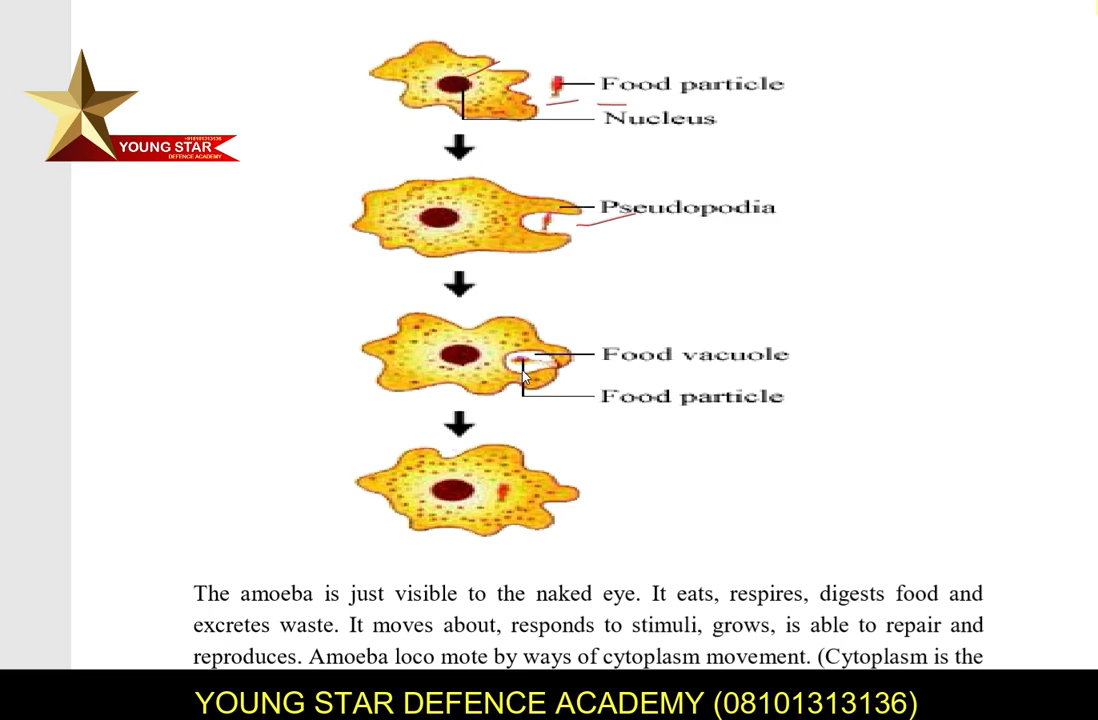 +918101313136
YOUNG STAR
DEFENCE ACADEMY
Food particle
Nucleus
Pseudopodia
Food vacuole
Food particle
The amoeba is just visible to the naked eye. It eats, respires, digests food and
excretes waste. It moves about, responds to stimuli, grows, is able to repair and
reproduces. Amoeba loco mote by ways of cytoplasm movement. (Cytoplasm is the
YOUNG STAR DEFENCE ACADEMY (08101313136)